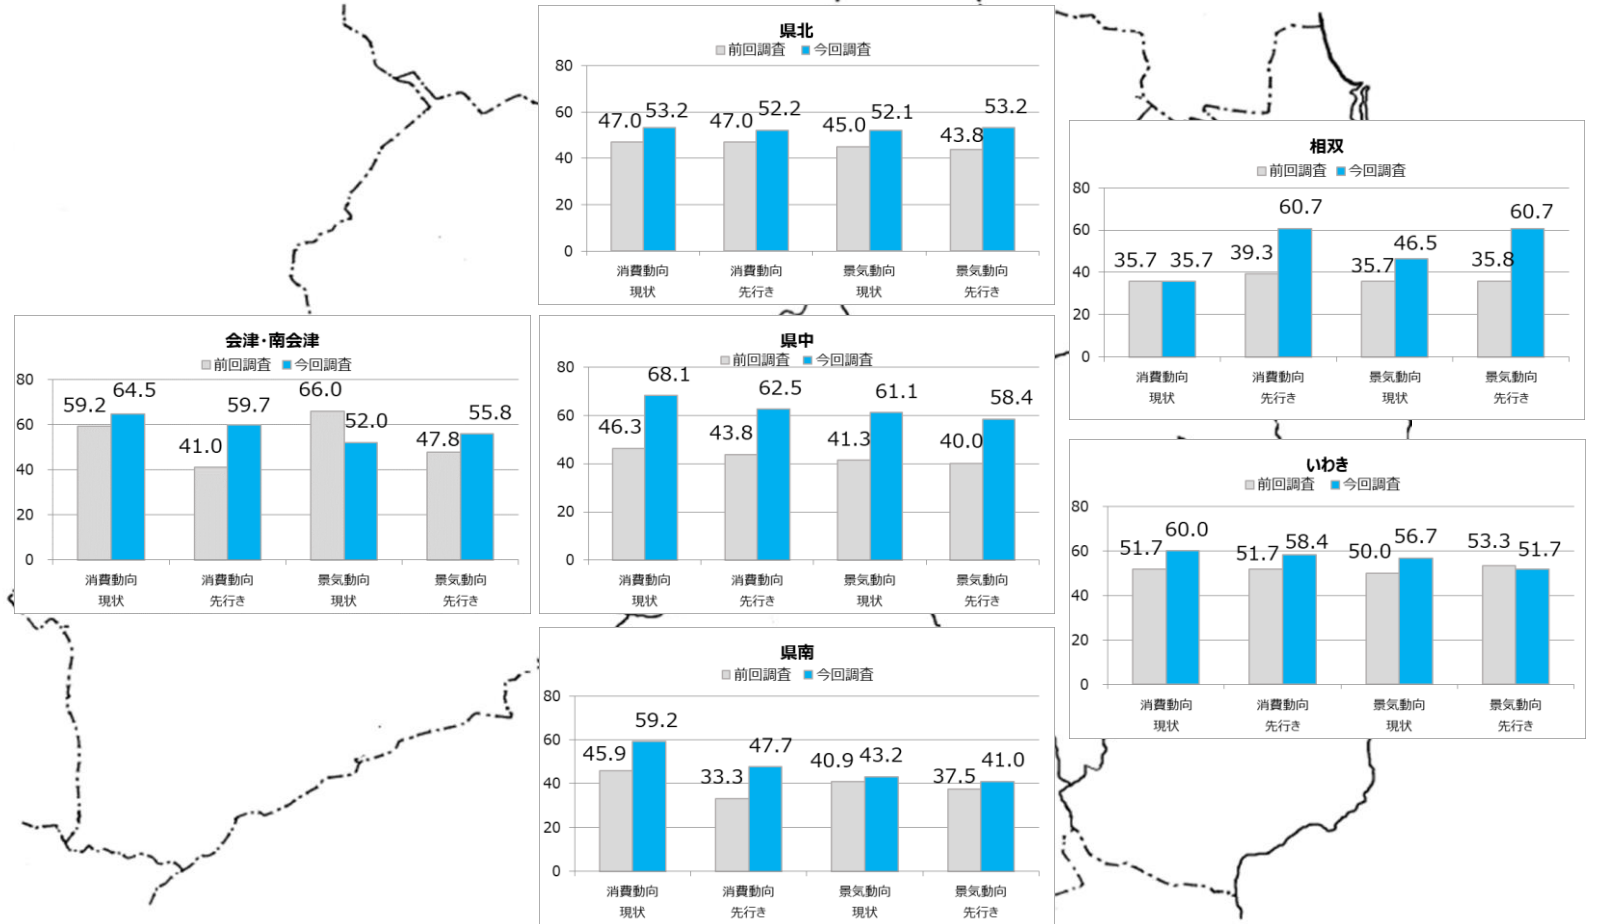 県北
前回調査 今回調査
80
60
40
20
0
47.0 53.2 47.0 52.2 45.0 52.1 43.8 53.2
消費動向 消費動向 景気動向 景気動向
現状 先行き 現状 先行き
相双
前回調査 今回調査
80
60
40
20
0
35.7 35.7 39.3 60.7 35.7 46.5 35.8 60.7
消費動向 消費動向 景気動向 景気動向
現状 先行き 現状 先行き
会津・南会津
前回調査 今回調査
80
60
40
20
0
59.2 64.5 41.0 59.7 66.0 52.0 47.8 55.8
消費動向 消費動向 景気動向 景気動向
現状 先行き 現状 先行き
県中
前回調査 今回調査
80
60
40
20
0
46.3 68.1 43.8 62.5 41.3 61.1 40.0 58.4
消費動向 消費動向 景気動向 景気動向
現状 先行き 現状 先行き
いわき
前回調査 今回調査
80
60
40
20
0
51.7 60.0 51.7 58.4 50.0 56.7 53.3 51.7
消費動向 消費動向 景気動向 景気動向
現状 先行き 現状 先行き
県南
前回調査 今回調査
80
60
40
20
0
45.9 59.2 33.3 47.7 40.9 43.2 37.5 41.0
消費動向 消費動向 景気動向 景気動向
現状 先行き 現状 先行き